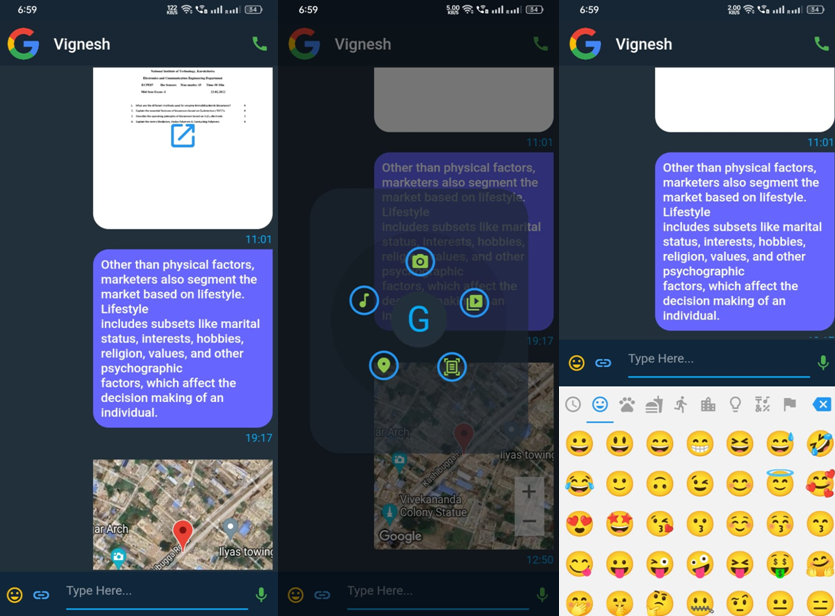 6:59
122
KB/S
54
Vignesh
National Institute of Technology, Karnataka
Electronics and Communication Engineering Department
11:01
Other than physical factors,
marketers also segment the
market based on lifestyle.
Lifestyle
includes subsets like marital
status, interests, hobbies,
religion, values, and other
psychographic
factors, which affect the
decision making of an
individual.
19:17
ar Arch
Ilyas towing
Type Here...
6:59
5.00
KB/S
54
Vignesh
11:01
Other than physical factors,
marketers also segment the
market based on lifestyle.
Lifestyle
includes subsets like marital
status, interests, hobbies,
religion, values, and other
psychographic
factors, which affect the
decision making of an
in
G
19:17
ar Arch
Kashibugga R
Ilyas towing
Vivekananda
Colony Statue
Google
12:50
Type Here...
6:59
2.00
KB/S
54
Vignesh
11:01
Other than physical factors,
marketers also segment the
market based on lifestyle.
Lifestyle
includes subsets like marital
status, interests, hobbies,
religion, values, and other
psychographic
factors, which affect the
decision making of an
individual.
Type Here...